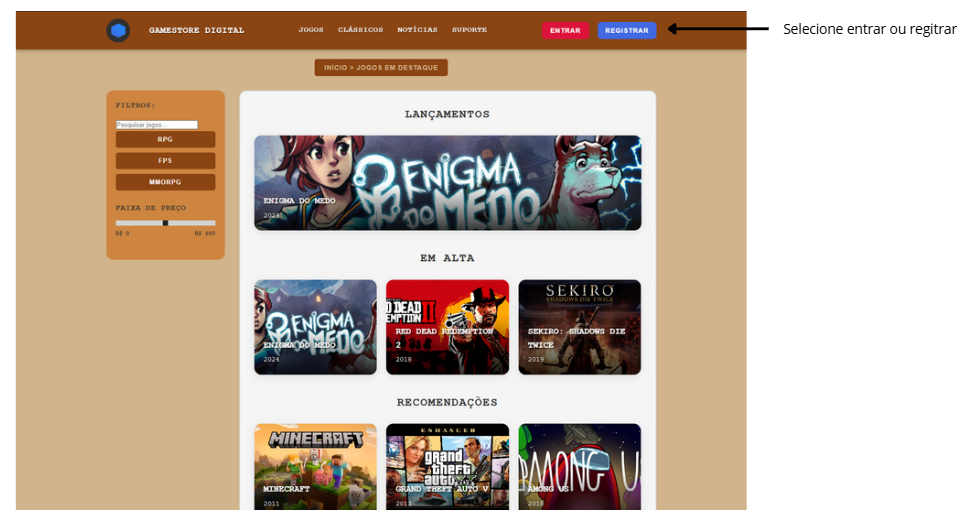 GAMESTORE DIGITAL
JOGOS CLÁSSICOS NOTÍCIAS SUPORTE
ENTRAR REGISTRAR
Selecione entrar ou regitrar
INÍCIO > JOGOS EM DESTAQUE
FILTROS:
Pesquisar jogos...
RPG
FPS
MMORPG
FAIXA DE PREÇO
R$ 0 R$ 300
LANÇAMENTOS
ENIGMA
DO MEDO
ENIGMA DO MEDO
2024
EM ALTA
ENIGMA
DO MEDO
ENIGMA DO MEDO
2024
DEAD
EMPTION II
RED DEAD REDEMPTION
2
2018
SEKIRO
SHADOWS DIE TWICE
SEKIRO: SHADOWS DIE
TWICE
2019
RECOMENDAÇÕES
MINECRAFT
MINECRAFT
2011
ENHANCED
grand
theft
auto
GRAND THEFT AUTO V
2013
AMONG US
AMONG US
2018